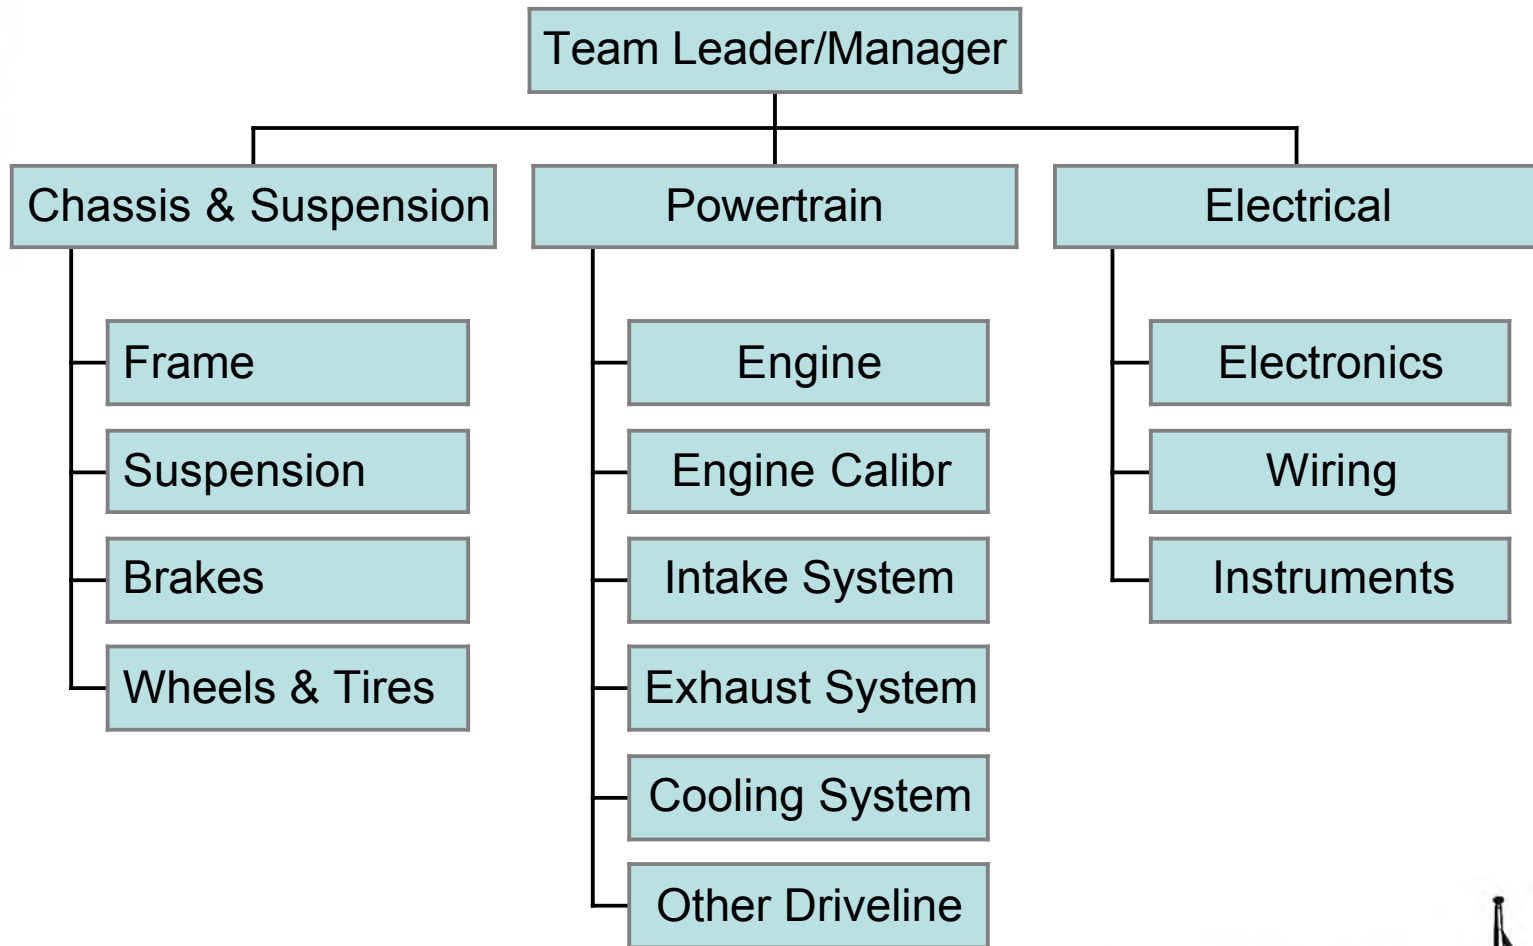 Team Leader/Manager
Chassis & Suspension
Powertrain
Electrical
Frame
Suspension
Brakes
Wheels & Tires
Engine
Engine Calibr
Intake System
Exhaust System
Cooling System
Other Driveline
Electronics
Wiring
Instruments